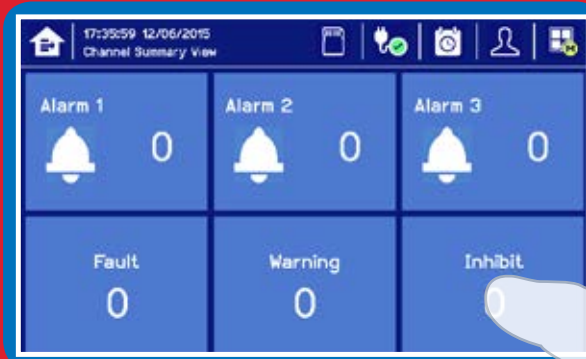 17:35:59 12/06/2015
Channel Summary View
Alarm 1
Alarm 2
Alarm 3
0
0
0
Fault
Warning
Inhibit
0
0
0
M